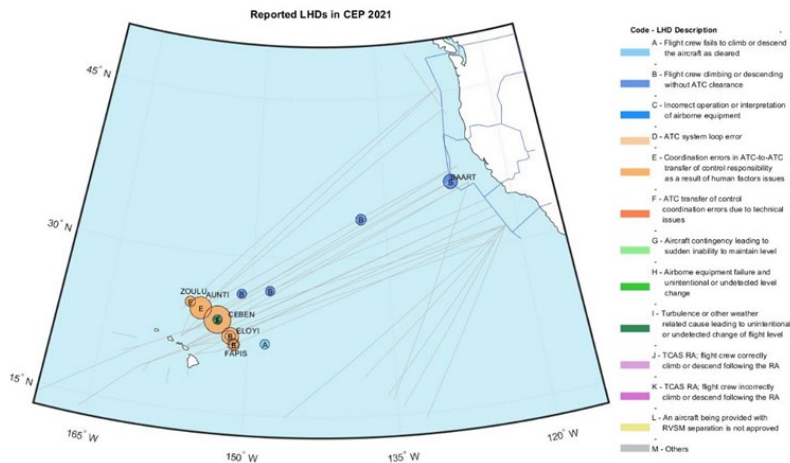 Reported LHDs in CEP 2021
45° N
30° N
15° N
165° W
150° W
135° W
120° W
BAART
B
B
B
B
ZOULU
AUNTI
E
E
CEBEN
ELOYI
B
B
FAPIS
A
Code - LHD Description
A - Flight crew fails to climb or descend
the aircraft as cleared
B - Flight crew climbing or descending
without ATC clearance
C - Incorrect operation or interpretation
of airborne equipment
D - ATC system loop error
E - Coordination errors in ATC-to-ATC
transfer of control responsibility
as a result of human factors issues
F - ATC transfer of control
coordination errors due to technical
issues
G - Aircraft contingency leading to
sudden inability to maintain level
H - Airborne equipment failure and
unintentional or undetected level
change
I - Turbulence or other weather
related cause leading to unintentional
or undetected change of flight level
J - TCAS RA; flight crew correctly
climb or descend following the RA
K - TCAS RA; flight crew incorrectly
climb or descend following the RA
L - An aircraft being provided with
RVSM separation is not approved
M - Others